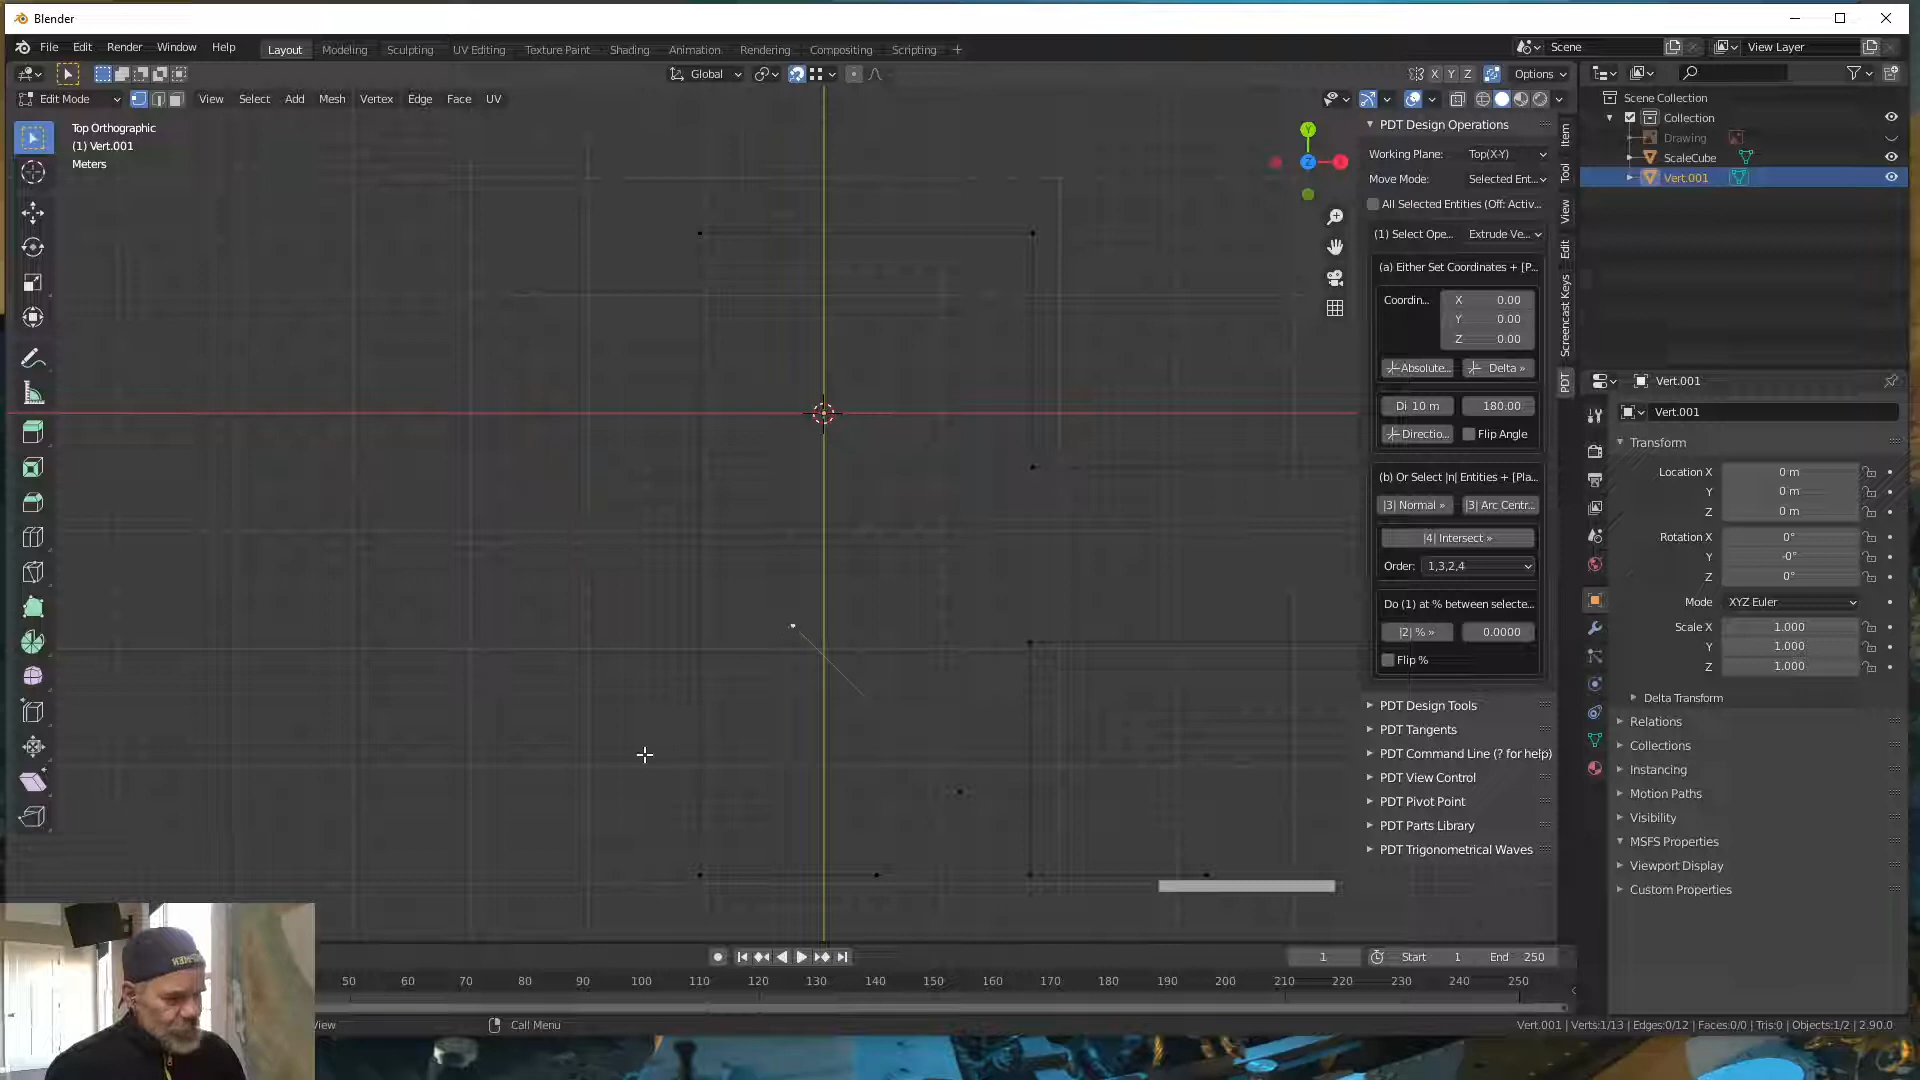 Blender
File Edit Render Window Help Layout Modeling Sculpting UV Editing Texture Paint Shading Animation Rendering Compositing Scripting + Scene View Layer
Global X Y Z Options
Edit Mode View Select Add Mesh Vertex Edge Face UV
Top Orthographic
(1) Vert.001
Meters
Y
Z
X
PDT Design Operations
Working Plane: Top(X-Y)
Move Mode: Selected Ent...
All Selected Entities (Off: Activ...
(1) Select Ope... Extrude Ve...
(a) Either Set Coordinates + [P...
Coordin... X 0.00
Y 0.00
Z 0.00
Absolute... Delta »
Di 10 m 180.00
Directio... Flip Angle
(b) Or Select |n| Entities + [Pla...
|3| Normal » |3| Arc Centr...
|4| Intersect »
Order: 1,3,2,4
Do (1) at % between selecte...
|2| % » 0.0000
Flip %
PDT Design Tools
PDT Tangents
PDT Command Line (? for help)
PDT View Control
PDT Pivot Point
PDT Parts Library
PDT Trigonometrical Waves
Item
Tool
View
Edit
Screencast Keys
PDT
Scene Collection
Collection
Drawing
ScaleCube
Vert.001
Vert.001
Vert.001
Transform
Location X 0 m
Y 0 m
Z 0 m
Rotation X 0°
Y -0°
Z 0°
Mode XYZ Euler
Scale X 1.000
Y 1.000
Z 1.000
Delta Transform
Relations
Collections
Instancing
Motion Paths
Visibility
MSFS Properties
Viewport Display
Custom Properties
1 Start 1 End 250
50 60 70 80 90 100 110 120 130 140 150 160 170 180 190 200 210 220 230 240 250
View Call Menu Vert.001 | Verts:1/13 | Edges:0/12 | Faces:0/0 | Tris:0 | Objects:1/2 | 2.90.0